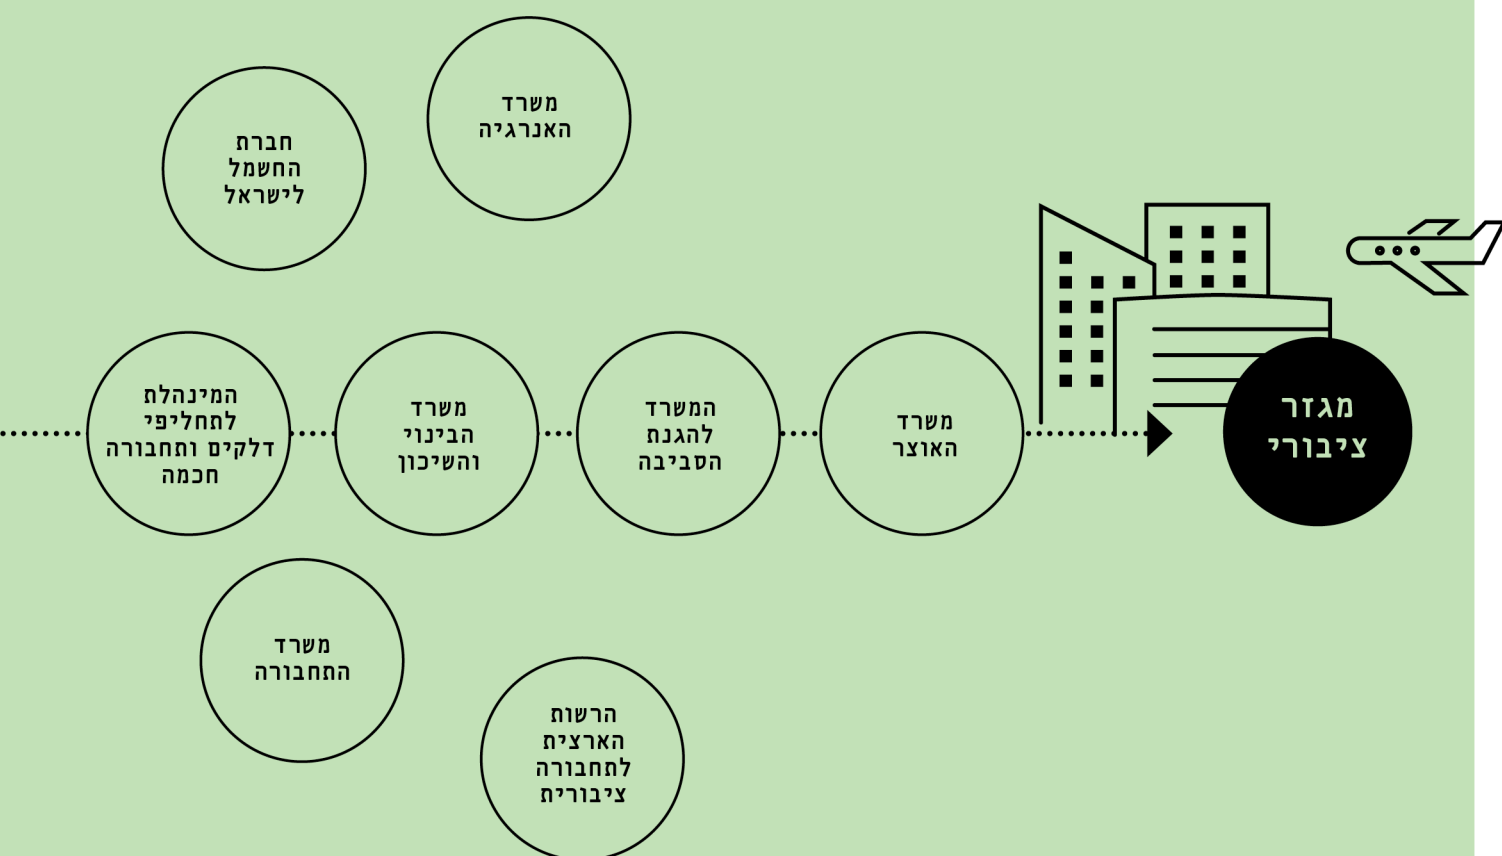 משרד
האנרגיה
חברת
החשמל
לישראל
מגזר
ציבורי
משרד
האוצר
המשרד
להגנת
הסביבה
משרד
הבינוי
והשיכון
המינהלת
לתחליפי
דלקים ותחבורה
חכמה
משרד
התחבורה
הרשות
הארצית
לתחבורה
ציבורית